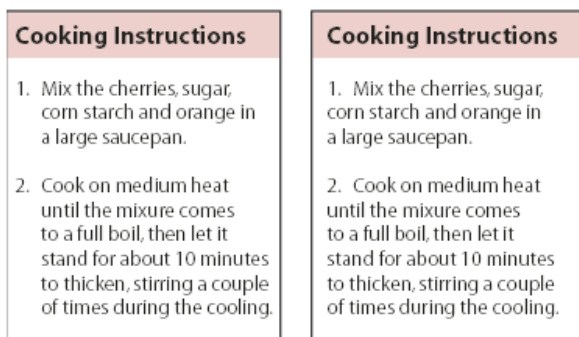 Cooking Instructions
1. Mix the cherries, sugar,
corn starch and orange in
a large saucepan.
2. Cook on medium heat
until the mixure comes
to a full boil, then let it
stand for about 10 minutes
to thicken, stirring a couple
of times during the cooling.
Cooking Instructions
1. Mix the cherries, sugar,
corn starch and orange in
a large saucepan.
2. Cook on medium heat
until the mixure comes
to a full boil, then let it
stand for about 10 minutes
to thicken, stirring a couple
of times during the cooling.